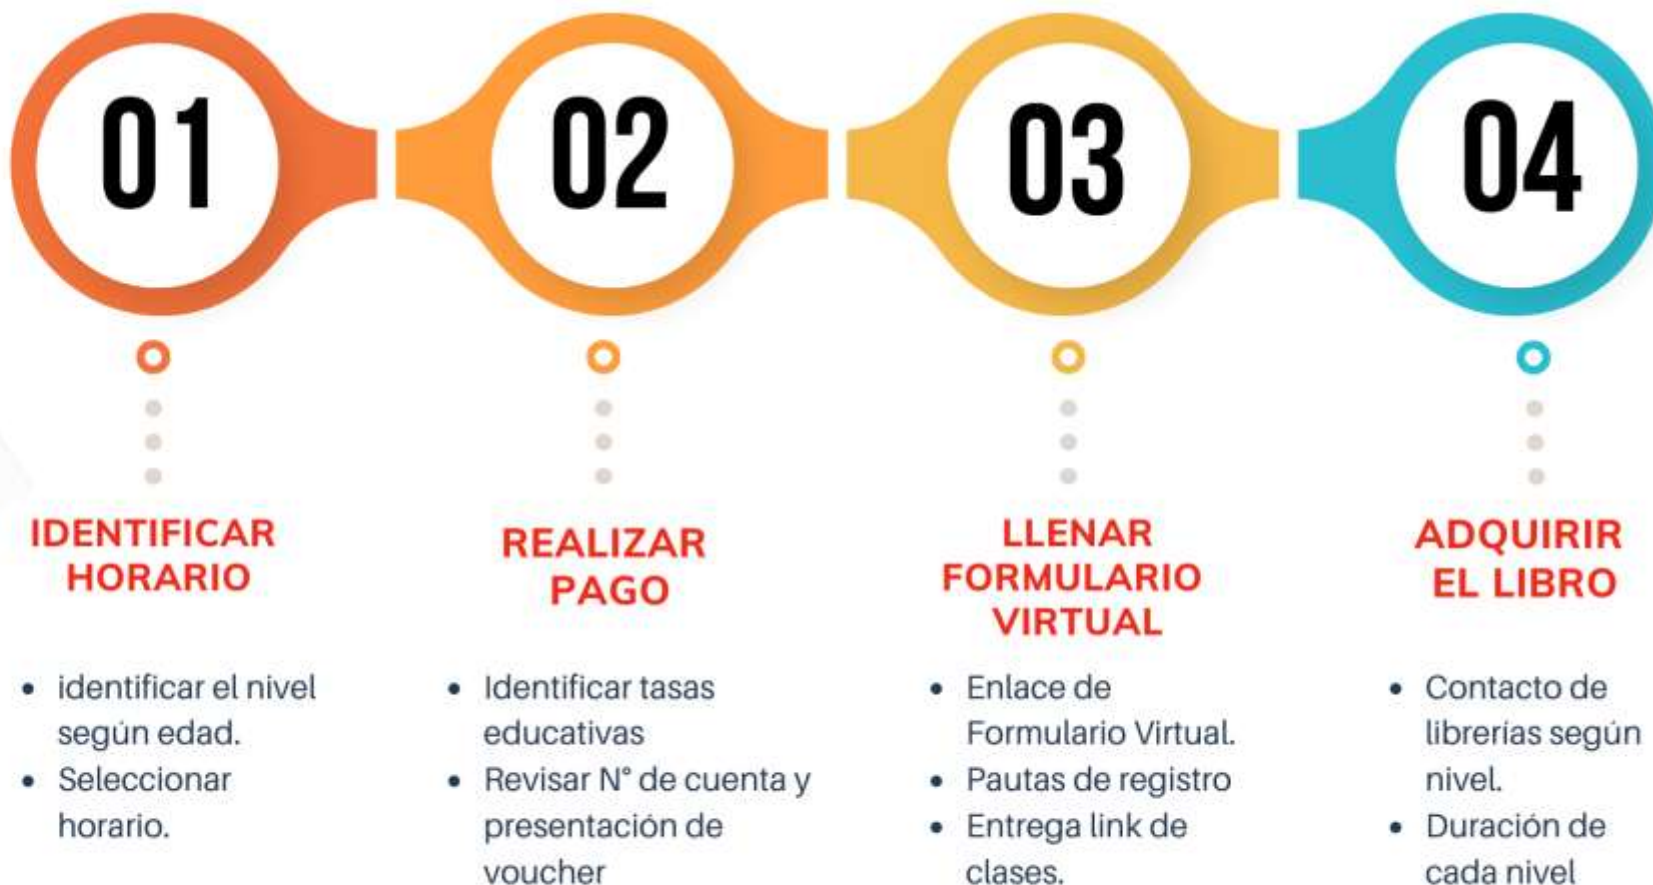 01
02
03
04
IDENTIFICAR
HORARIO
• identificar el nivel
según edad.
• Seleccionar
horario.
REALIZAR
PAGO
• Identificar tasas
educativas
• Revisar N° de cuenta y
presentación de
voucher
LLENAR
FORMULARIO
VIRTUAL
• Enlace de
Formulario Virtual.
• Pautas de registro
• Entrega link de
clases.
ADQUIRIR
EL LIBRO
• Contacto de
librerías según
nivel.
• Duración de
cada nivel